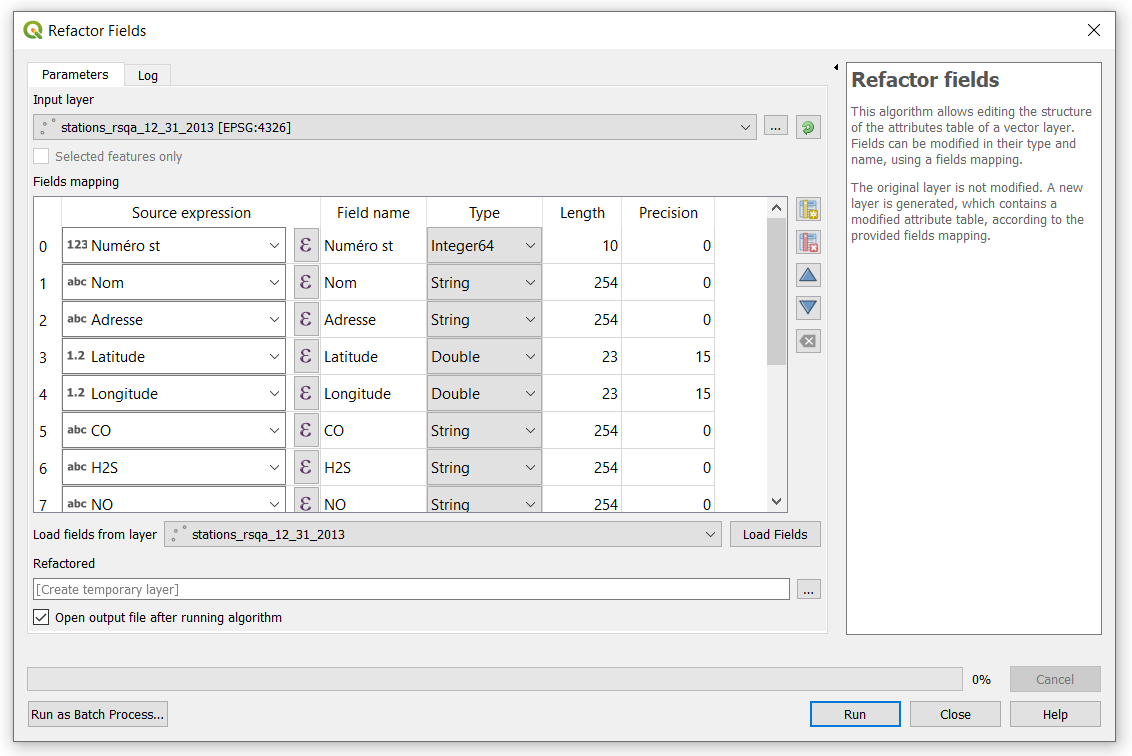 Refactor Fields
Parameters Log
Input layer
stations_rsqa_12_31_2013 [EPSG:4326] ...
Selected features only
Fields mapping
Source expression Field name Type Length Precision
0 123 Numéro st ε Numéro st Integer64 10 0
1 abc Nom ε Nom String 254 0
2 abc Adresse ε Adresse String 254 0
3 1.2 Latitude ε Latitude Double 23 15
4 1.2 Longitude ε Longitude Double 23 15
5 abc CO ε CO String 254 0
6 abc H2S ε H2S String 254 0
7 abc NO ε NO String 254 0
Load fields from layer stations_rsqa_12_31_2013 Load Fields
Refactored
[Create temporary layer] ...
Open output file after running algorithm
Refactor fields
This algorithm allows editing the structure
of the attributes table of a vector layer.
Fields can be modified in their type and
name, using a fields mapping.
The original layer is not modified. A new
layer is generated, which contains a
modified attribute table, according to the
provided fields mapping.
0% Cancel
Run as Batch Process... Run Close Help